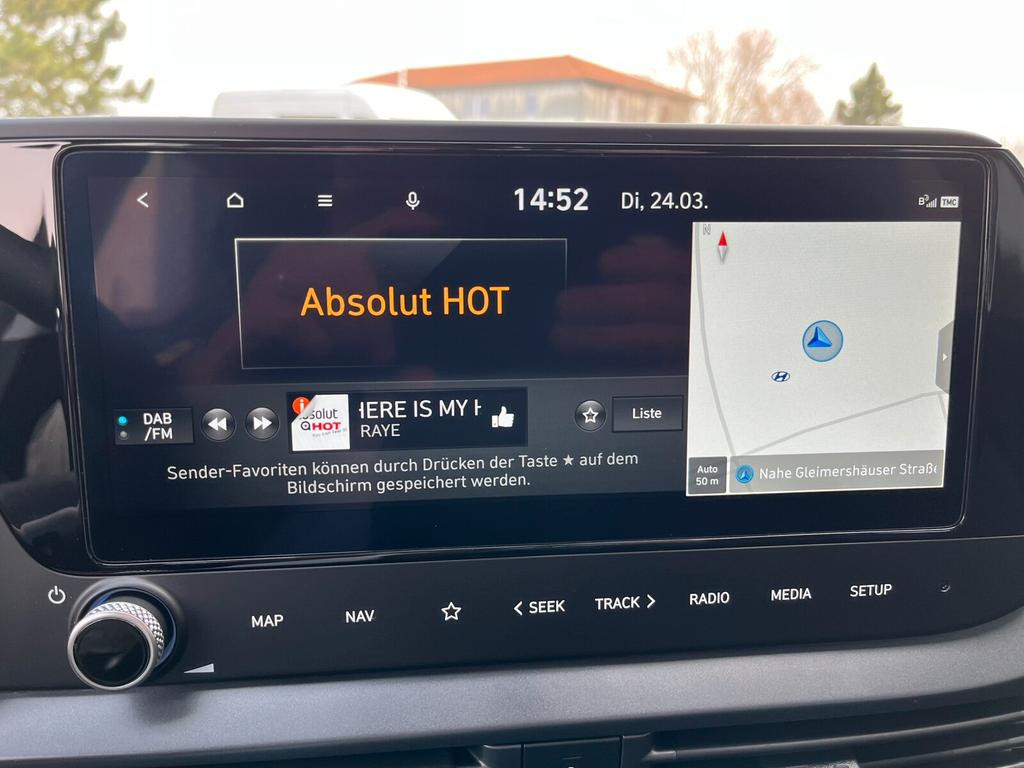 14:52 Di, 24.03.
TMC
N
Absolut HOT
DAB
/FM
HOT
HERE IS MY H
RAYE
Liste
Sender-Favoriten können durch Drücken der Taste ★ auf dem
Bildschirm gespeichert werden.
Auto
50 m
Nahe Gleimershäuser Straße
MAP
NAV
SEEK
TRACK
RADIO
MEDIA
SETUP